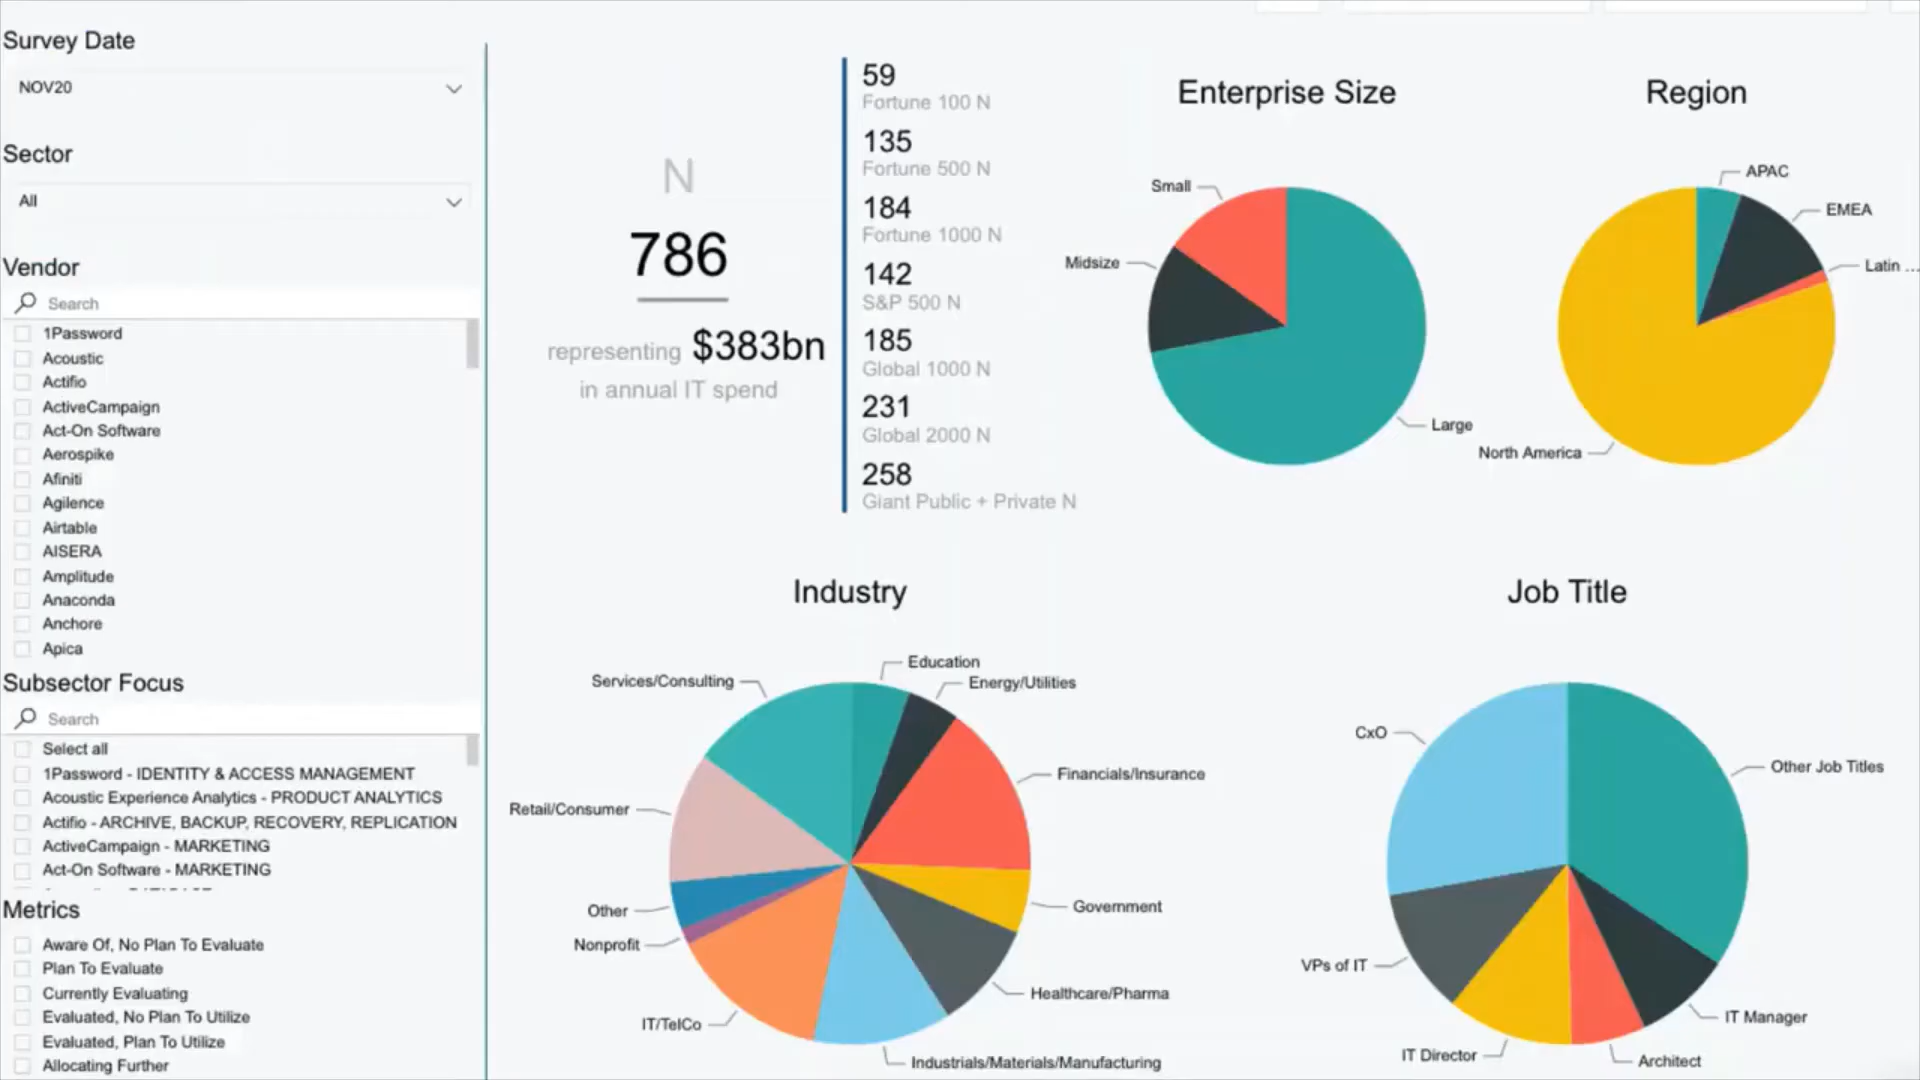 Survey Date
NOV20
Sector
All
Vendor
Search
1Password
Acoustic
Actifio
ActiveCampaign
Act-On Software
Aerospike
Afiniti
Agilence
Airtable
AISERA
Amplitude
Anaconda
Anchore
Apica
Subsector Focus
Search
Select all
1Password - IDENTITY & ACCESS MANAGEMENT
Acoustic Experience Analytics - PRODUCT ANALYTICS
Actifio - ARCHIVE, BACKUP, RECOVERY, REPLICATION
ActiveCampaign - MARKETING
Act-On Software - MARKETING
Metrics
Aware Of, No Plan To Evaluate
Plan To Evaluate
Currently Evaluating
Evaluated, No Plan To Utilize
Evaluated, Plan To Utilize
Allocating Further
N
786
representing $383bn
in annual IT spend
59
Fortune 100 N
135
Fortune 500 N
184
Fortune 1000 N
142
S&P 500 N
185
Global 1000 N
231
Global 2000 N
258
Giant Public + Private N
Enterprise Size
Small
Midsize
Large
Region
APAC
EMEA
Latin ...
North America
Industry
Education
Energy/Utilities
Services/Consulting
Financials/Insurance
Retail/Consumer
Government
Other
Nonprofit
Healthcare/Pharma
IT/TelCo
Industrials/Materials/Manufacturing
Job Title
CxO
Other Job Titles
VPs of IT
IT Manager
IT Director
Architect